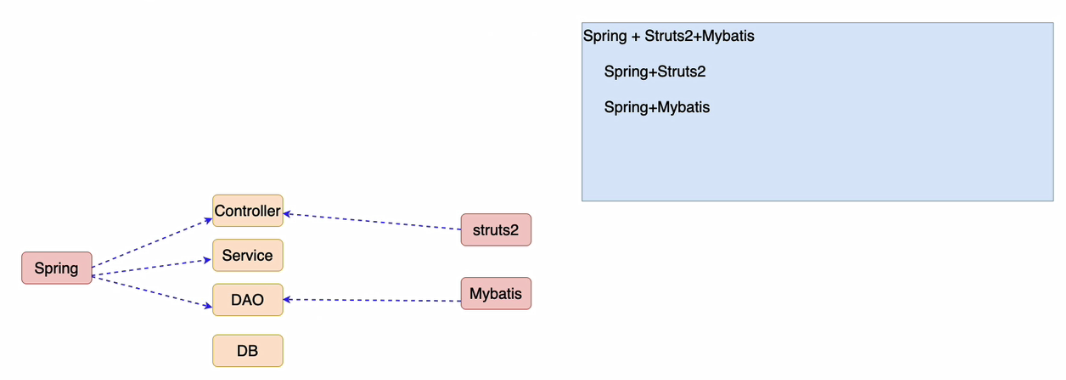 Spring + Struts2+Mybatis
Spring+Struts2
Spring+Mybatis
Controller
struts2
Service
Spring
Mybatis
DAO
DB